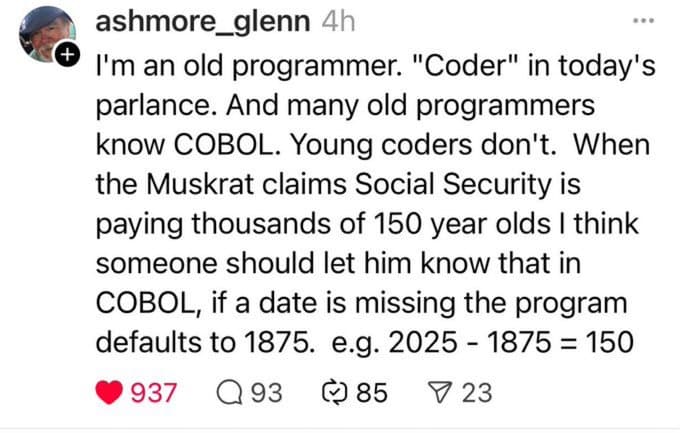 ashmore_glenn 4h
I'm an old programmer. "Coder" in today's
parlance. And many old programmers
know COBOL. Young coders don't.  When
the Muskrat claims Social Security is
paying thousands of 150 year olds I think
someone should let him know that in
COBOL, if a date is missing the program
defaults to 1875.  e.g. 2025 - 1875 = 150
937 93 85 23